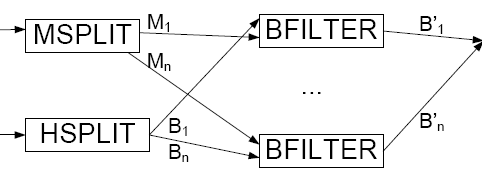 MSPLIT
M1
Mn
BFILTER
B'1
...
HSPLIT
B1
Bn
BFILTER
B'n